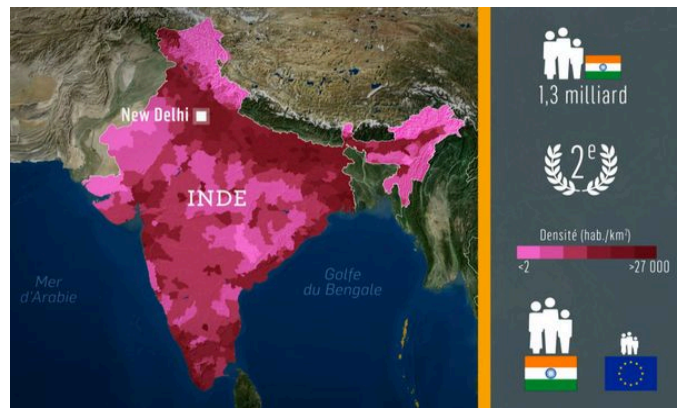 New Delhi
INDE
Mer
d'Arabie
Golfe
du Bengale
1,3 milliard
2e
Densité (hab./km²)
<2
>27 000